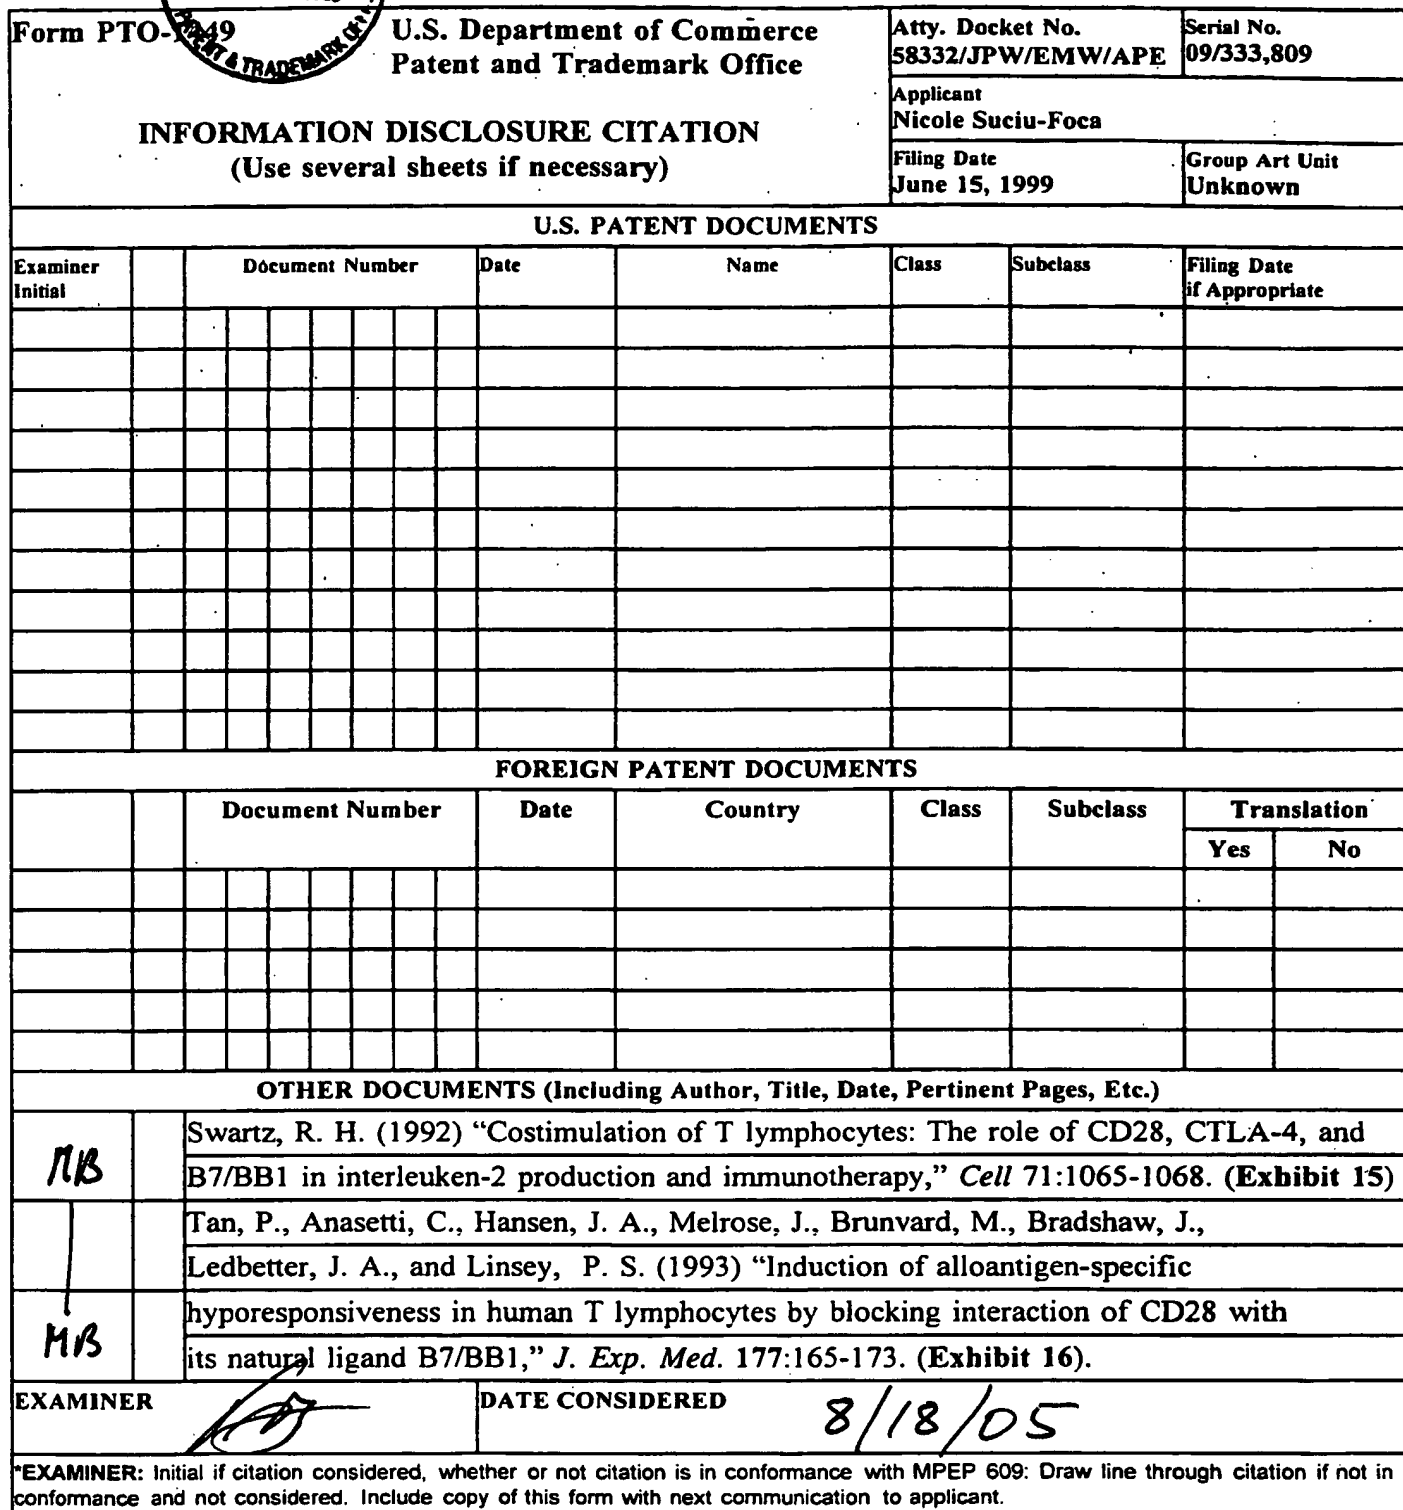 Form PTO-1449
PATENT & TRADEMARK
U.S. Department of Commerce
Patent and Trademark Office
Atty. Docket No.
58332/JPW/EMW/APE
Serial No.
09/333,809
INFORMATION DISCLOSURE CITATION
(Use several sheets if necessary)
Applicant
Nicole Suciu-Foca
Filing Date
June 15, 1999
Group Art Unit
Unknown
U.S. PATENT DOCUMENTS
Examiner
Initial
Document Number
Date
Name
Class
Subclass
Filing Date
if Appropriate
FOREIGN PATENT DOCUMENTS
Document Number
Date
Country
Class
Subclass
Translation
Yes
No
OTHER DOCUMENTS (Including Author, Title, Date, Pertinent Pages, Etc.)
MB
Swartz, R. H. (1992) “Costimulation of T lymphocytes: The role of CD28, CTLA-4, and
B7/BB1 in interleuken-2 production and immunotherapy,” Cell 71:1065-1068. (Exhibit 15)
Tan, P., Anasetti, C., Hansen, J. A., Melrose, J., Brunvard, M., Bradshaw, J.,
Ledbetter, J. A., and Linsey, P. S. (1993) “Induction of alloantigen-specific
MB
hyporesponsiveness in human T lymphocytes by blocking interaction of CD28 with
its natural ligand B7/BB1,” J. Exp. Med. 177:165-173. (Exhibit 16).
EXAMINER
DATE CONSIDERED
8/18/05
*EXAMINER: Initial if citation considered, whether or not citation is in conformance with MPEP 609: Draw line through citation if not in
conformance and not considered. Include copy of this form with next communication to applicant.